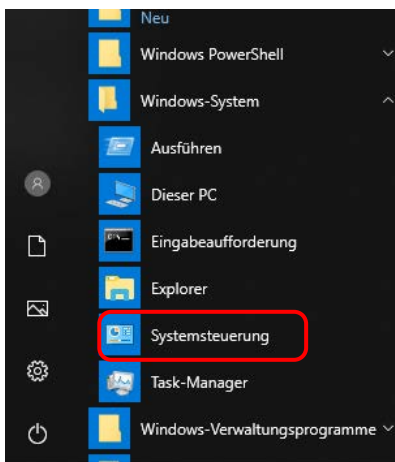 Neu
Windows PowerShell
Windows-System
Ausführen
Dieser PC
Eingabeaufforderung
Explorer
Systemsteuerung
Task-Manager
Windows-Verwaltungsprogramme